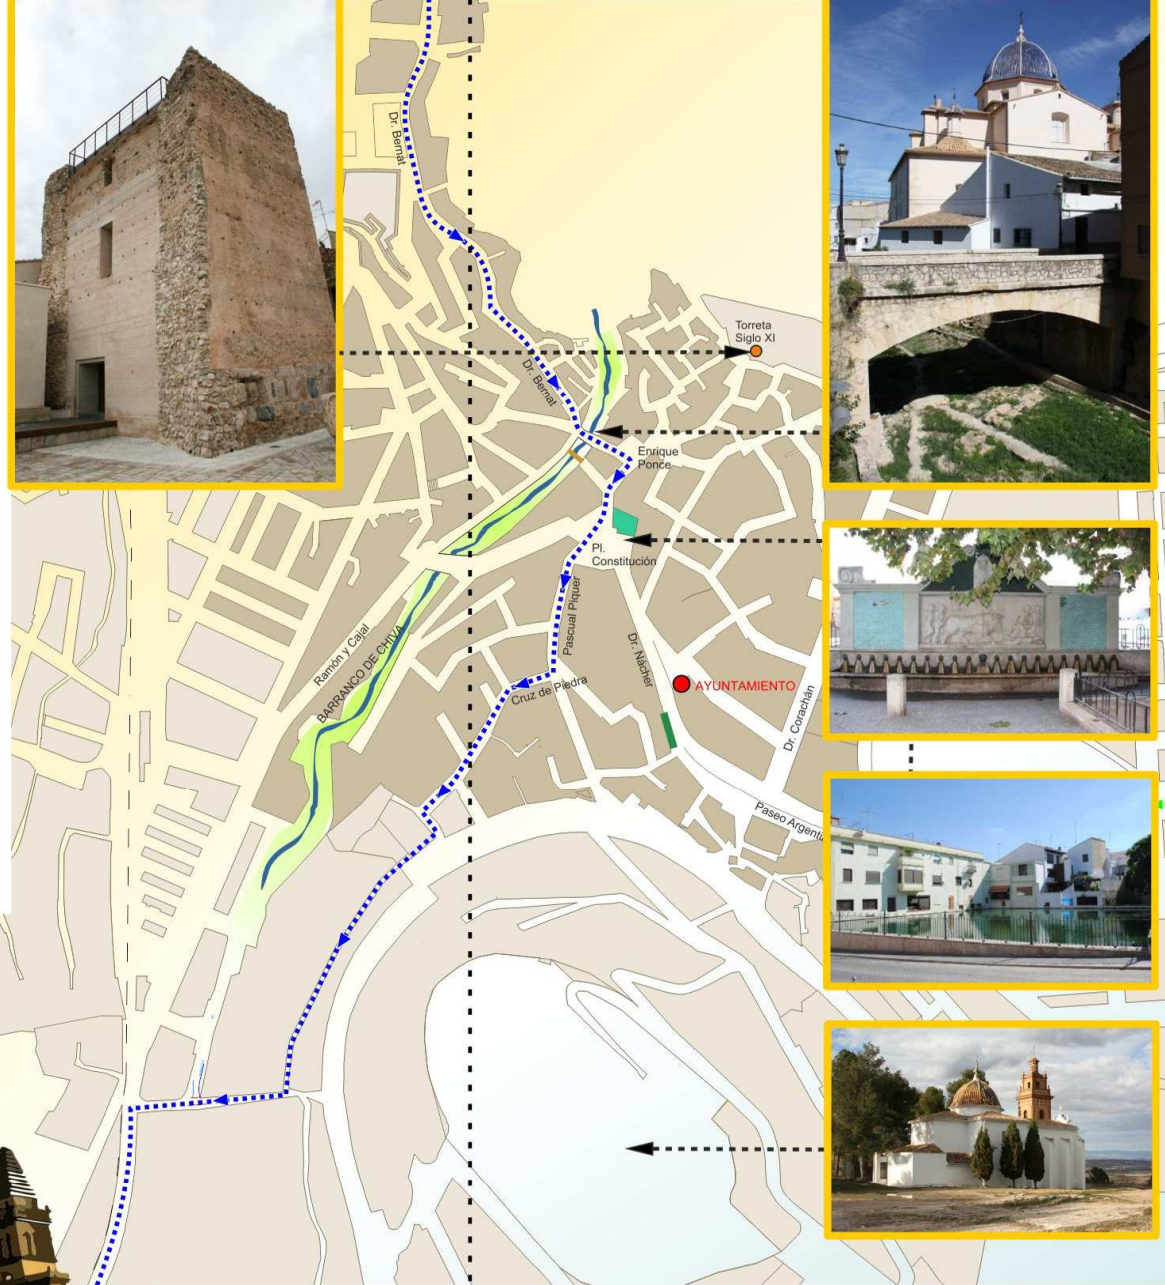 Dr. Bernat
Torreta
Siglo XI
Dr. Bernat
Enrique
Ponce
Pl.
Constitución
Pascual Piquer
Ramón y Cajal
BARRANCO DE CHIVA
Dr. Nácher
Cruz de Piedra
AYUNTAMIENTO
Dr. Corachán
Paseo Argenti